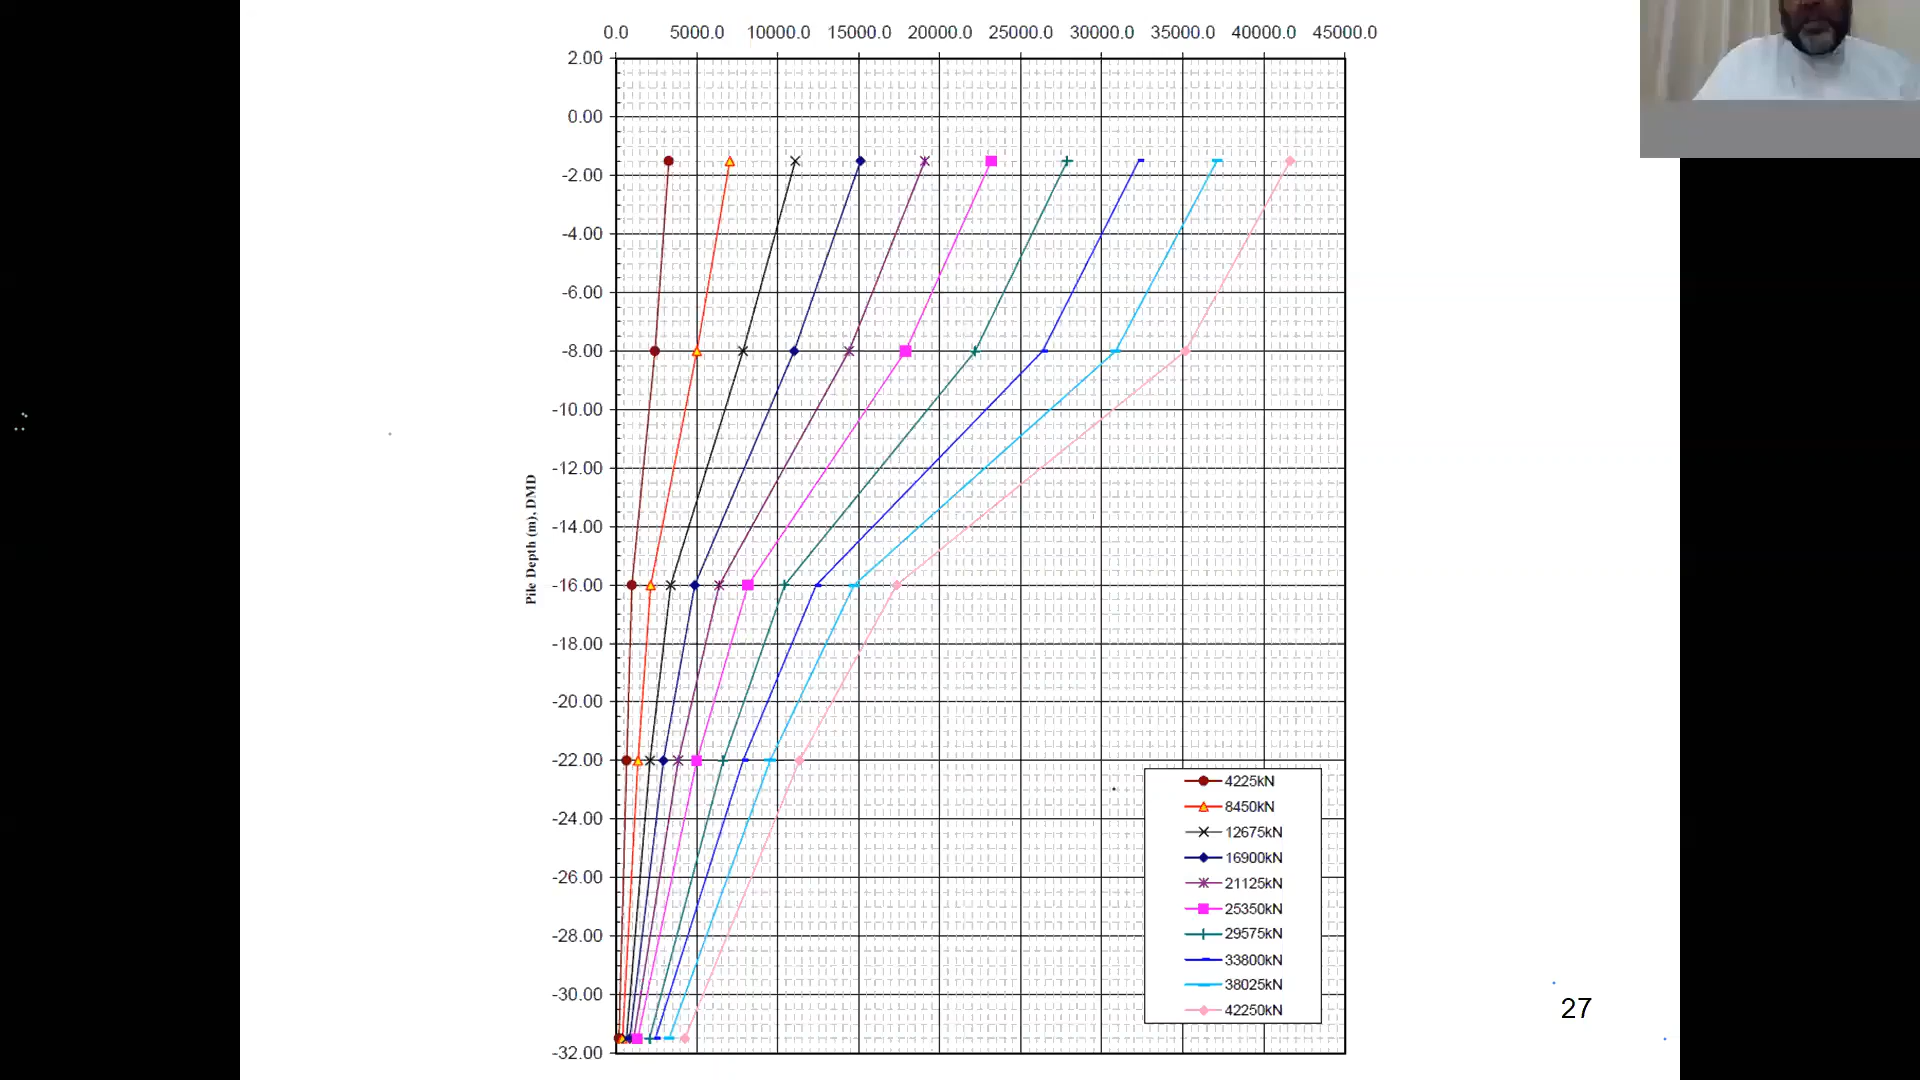 0.0 5000.0 10000.0 15000.0 20000.0 25000.0 30000.0 35000.0 40000.0 45000.0
2.00
0.00
-2.00
-4.00
-6.00
-8.00
-10.00
-12.00
-14.00
-16.00
-18.00
-20.00
-22.00
-24.00
-26.00
-28.00
-30.00
-32.00
Pile Depth (m), DMD
4225kN
8450kN
12675kN
16900kN
21125kN
25350kN
29575kN
33800kN
38025kN
42250kN
27